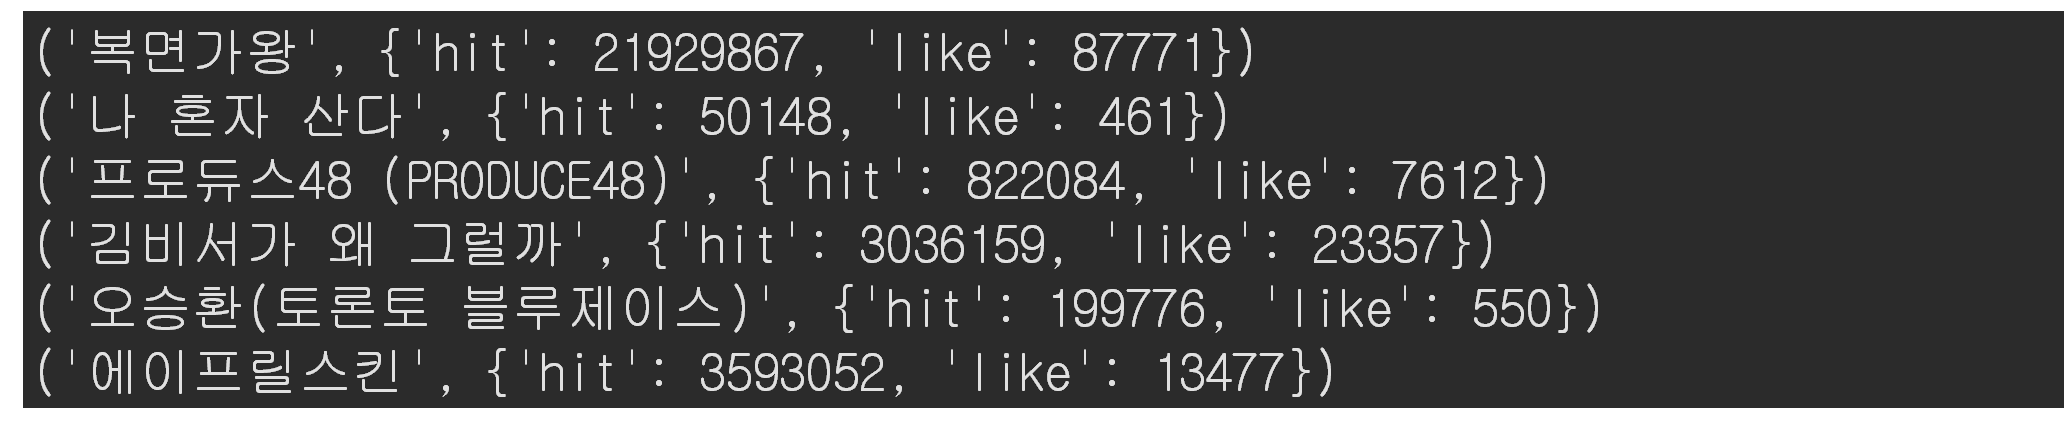 ('복면가왕', {'hit': 21929867, 'like': 87771})
('나 혼자 산다', {'hit': 50148, 'like': 461})
('프로듀스48 (PRODUCE48)', {'hit': 822084, 'like': 7612})
('김비서가 왜 그럴까', {'hit': 3036159, 'like': 23357})
('오승환(토론토 블루제이스)', {'hit': 199776, 'like': 550})
('에이프릴스킨', {'hit': 3593052, 'like': 13477})